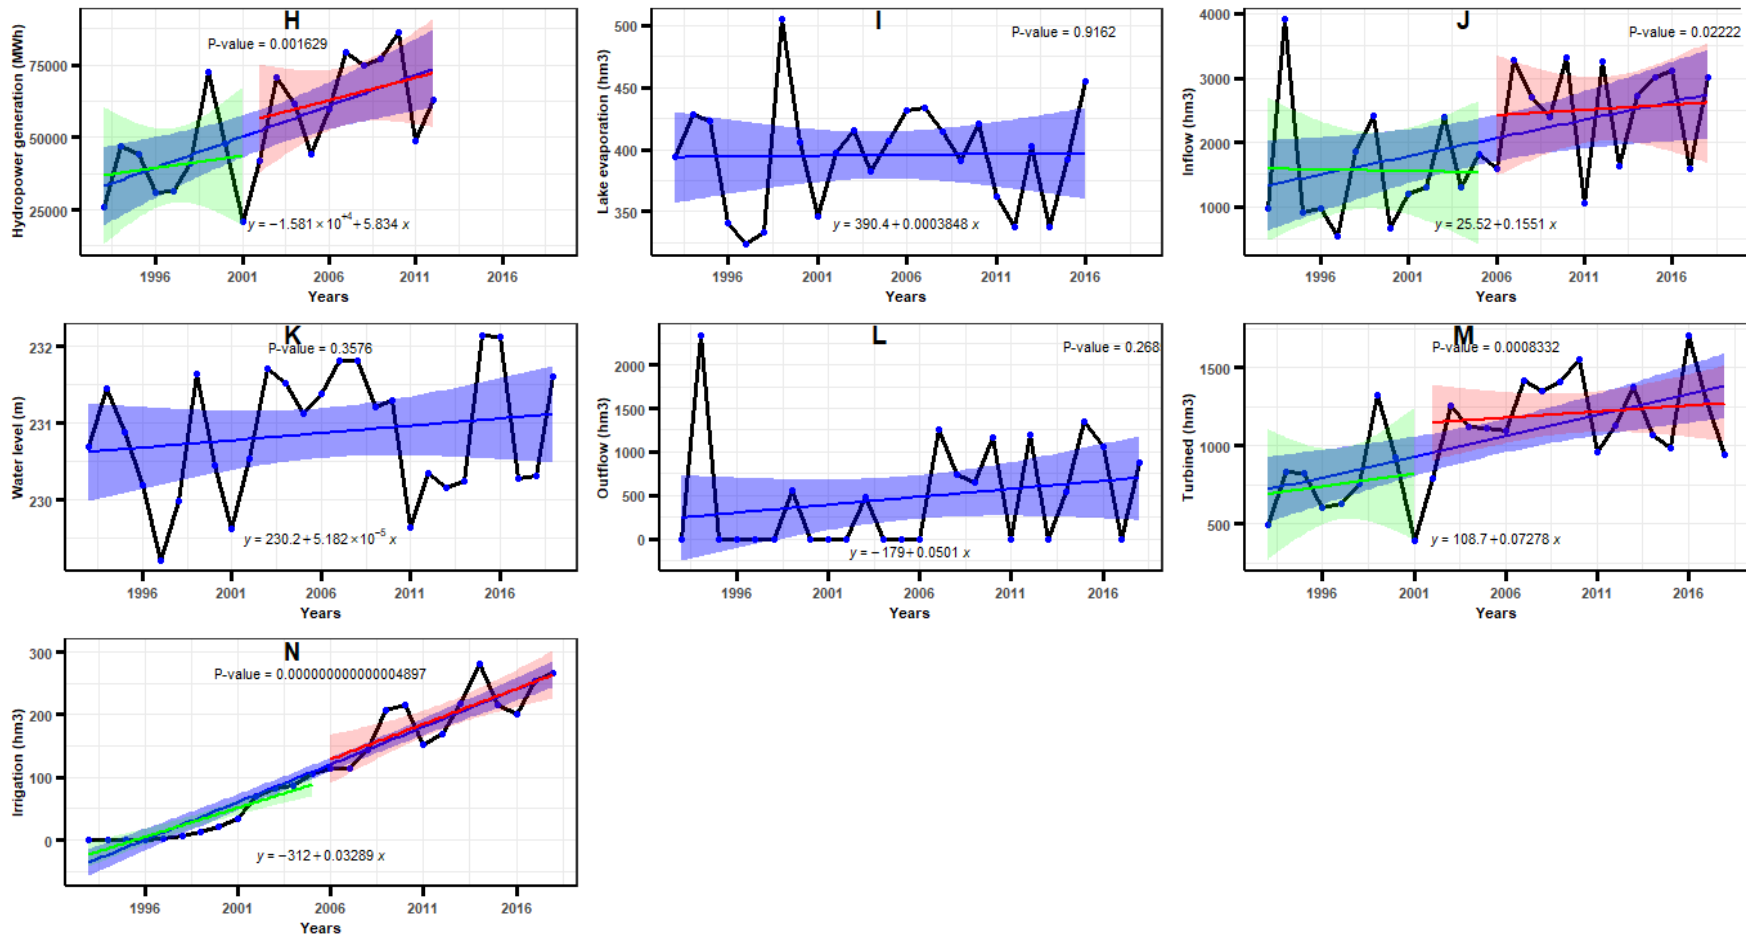 H
P-value = 0.001629
Hydropower generation (MWh)
75000
50000
25000
y = −1.581 × 10⁺⁴ + 5.834 x
1996 2001 2006 2011 2016
Years
I
P-value = 0.9162
Lake evaporation (hm3)
500
450
400
350
y = 390.4 + 0.0003848 x
1996 2001 2006 2011 2016
Years
J
P-value = 0.02222
Inflow (hm3)
4000
3000
2000
1000
y = 25.52 + 0.1551 x
1996 2001 2006 2011 2016
Years
K
P-value = 0.3576
Water level (m)
232
231
230
y = 230.2 + 5.182 × 10⁻⁵ x
1996 2001 2006 2011 2016
Years
L
P-value = 0.268
Outflow (hm3)
2000
1500
1000
500
0
y = −179 + 0.0501 x
1996 2001 2006 2011 2016
Years
M
P-value = 0.0008332
Turbined (hm3)
1500
1000
500
y = 108.7 + 0.07278 x
1996 2001 2006 2011 2016
Years
N
P-value = 0.000000000000004897
Irrigation (hm3)
300
200
100
0
y = −312 + 0.03289 x
1996 2001 2006 2011 2016
Years